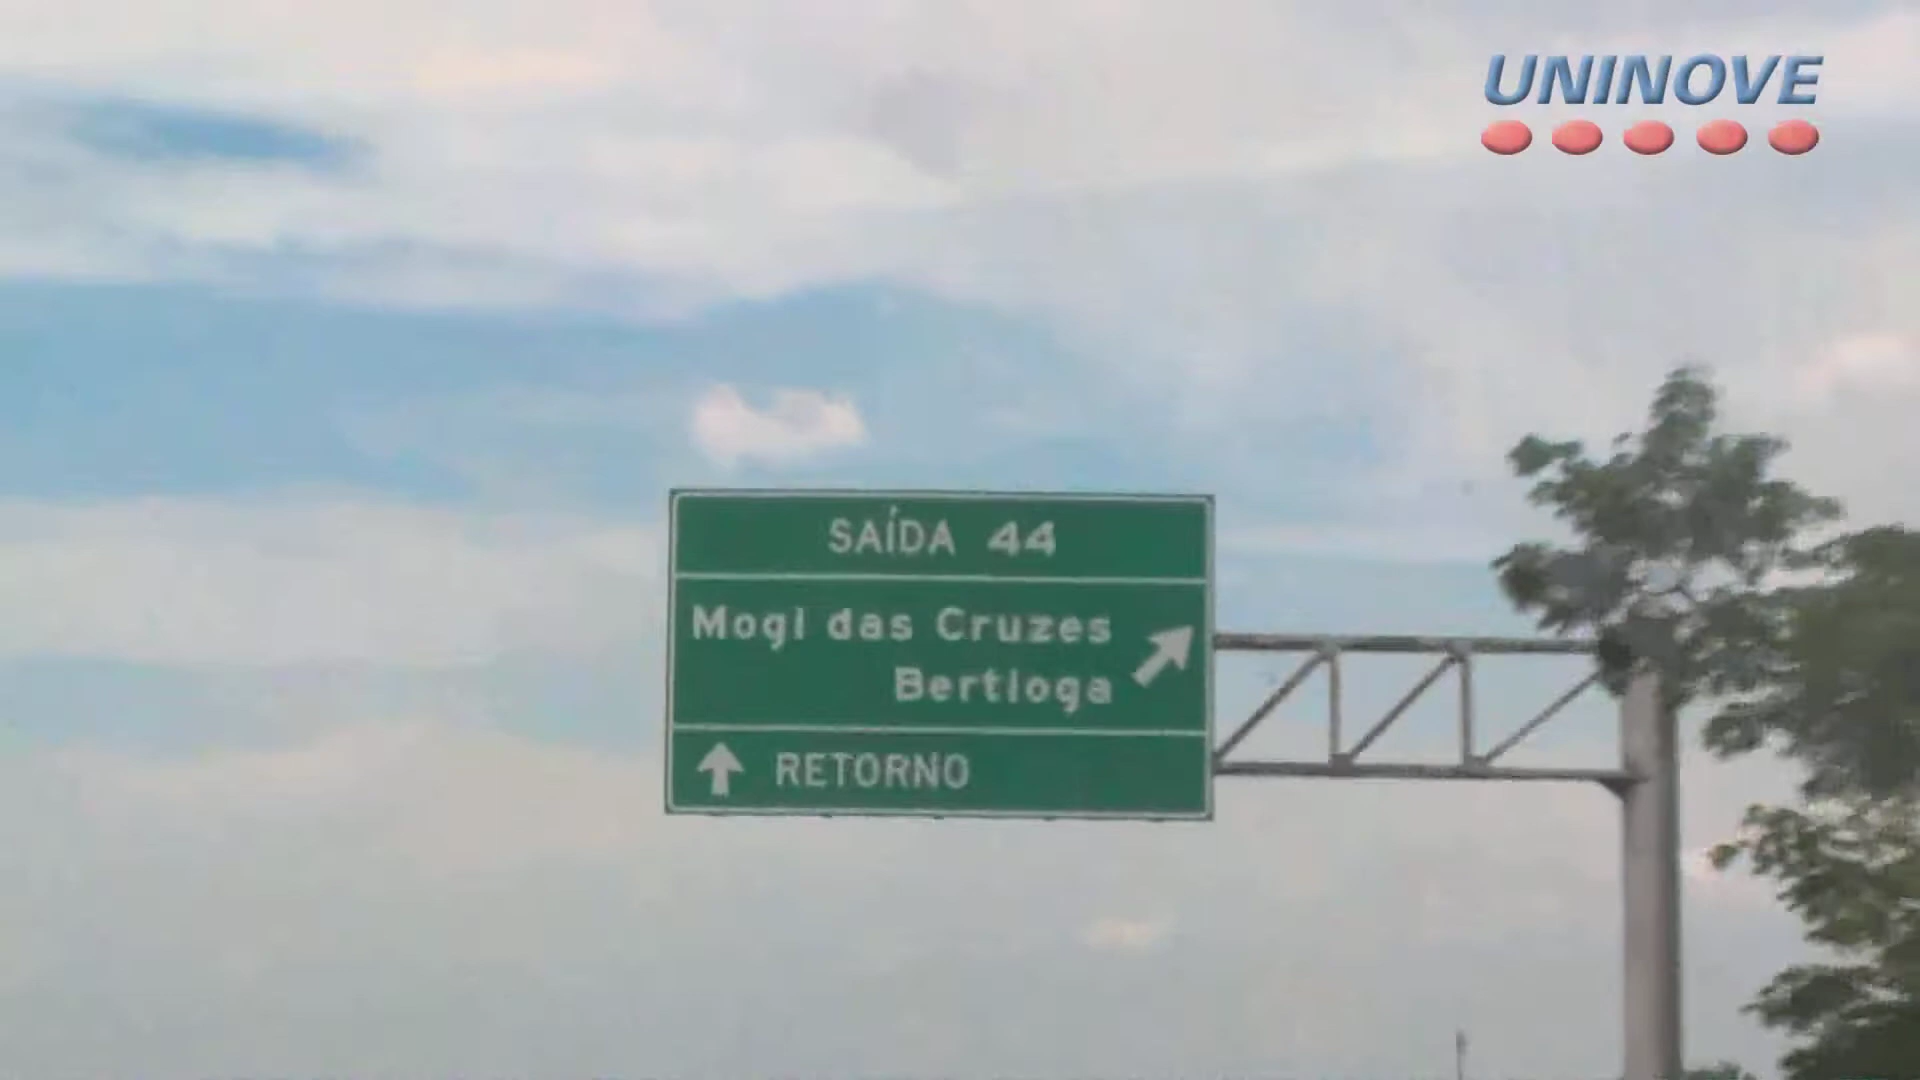 UNINOVE
SAÍDA 44
Mogi das Cruzes
Bertioga
RETORNO